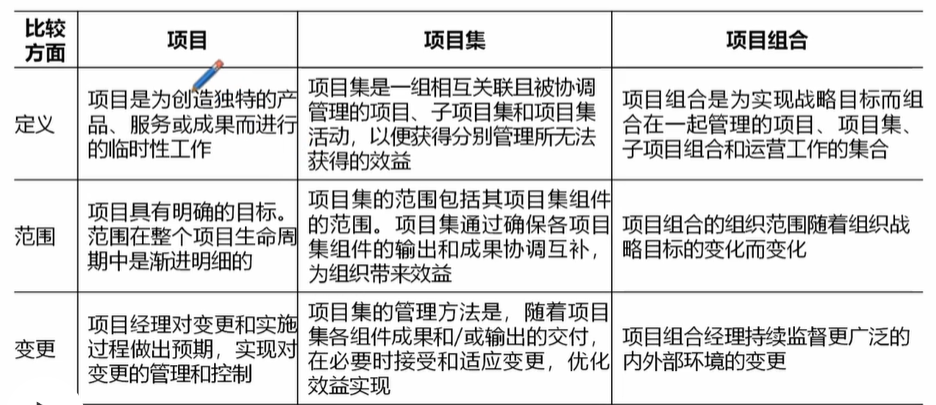 比较
方面
项目
项目集
项目组合
定义
项目是为创造独特的产
品、服务或成果而进行
的临时性工作
项目集是一组相互关联且被协调
管理的项目、子项目集和项目集
活动，以便获得分别管理所无法
获得的效益
项目组合是为实现战略目标而组
合在一起管理的项目、项目集、
子项目组合和运营工作的集合
范围
项目具有明确的目标。
范围在整个项目生命周
期中是渐进明细的
项目集的范围包括其项目集组件
的范围。项目集通过确保各项目
集组件的输出和成果协调互补，
为组织带来效益
项目组合的组织范围随着组织战
略目标的变化而变化
变更
项目经理对变更和实施
过程做出预期，实现对
变更的管理和控制
项目集的管理方法是，随着项目
集各组件成果和/或输出的交付，
在必要时接受和适应变更，优化
效益实现
项目组合经理持续监督更广泛的
内外部环境的变更